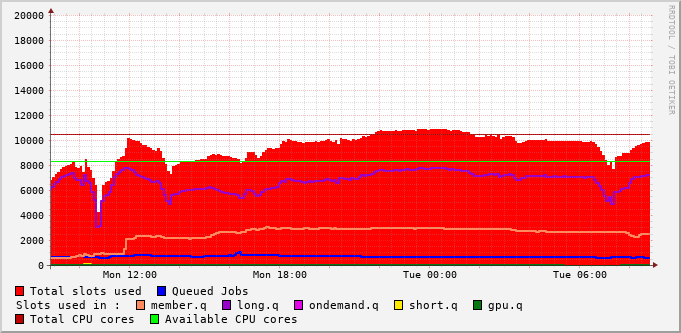 20000
18000
16000
14000
12000
10000
8000
6000
4000
2000
0
Mon 12:00 Mon 18:00 Tue 00:00 Tue 06:00
Total slots used Queued Jobs
Slots used in : member.q long.q ondemand.q short.q gpu.q
Total CPU cores Available CPU cores
RRDTOOL / TOBI OETIKER